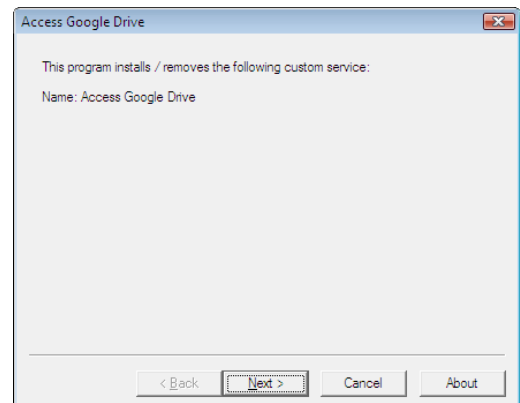 Access Google Drive
This program installs / removes the following custom service:
Name: Access Google Drive
< Back
Next >
Cancel
About